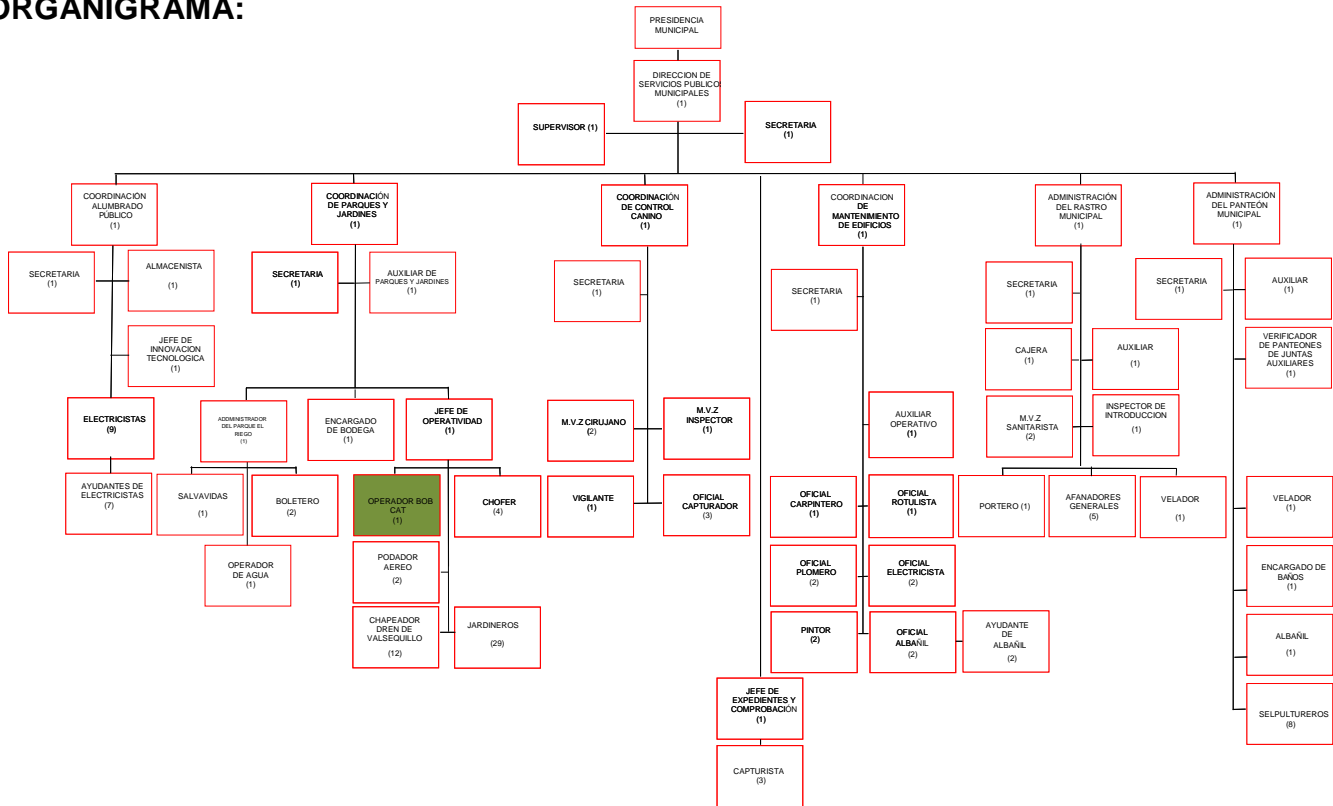 ORGANIGRAMA:
PRESIDENCIA
MUNICIPAL
DIRECCION DE
SERVICIOS PUBLICOS
MUNICIPALES
(1)
SUPERVISOR (1)
SECRETARIA
(1)
COORDINACIÓN
ALUMBRADO
PÚBLICO
(1)
SECRETARIA
(1)
ALMACENISTA
(1)
JEFE DE
INNOVACION
TECNOLOGICA
(1)
ELECTRICISTAS
(9)
AYUDANTES DE
ELECTRICISTAS
(7)
COORDINACIÓN
DE PARQUES Y
JARDINES
(1)
SECRETARIA
(1)
AUXILIAR DE
PARQUES Y JARDINES
(1)
ADDMINISTRADOR
DEL PARQUE EL
RIEGO
(1)
SALVAVIDAS
(1)
BOLETERO
(2)
OPERADOR
DE AGUA
(1)
ENCARGADO
DE BODEGA
(1)
JEFE DE
OPERATIVIDAD
(1)
OPERADOR BOB
CAT
(1)
CHOFER
(4)
PODADOR
AEREO
(2)
CHAPEADOR
DREN DE
VALSEQUILLO
(12)
JARDINEROS
(29)
COORDINACIÓN
DE CONTROL
CANINO
(1)
SECRETARIA
(1)
M.V.Z CIRUJANO
(2)
M.V.Z
INSPECTOR
(1)
VIGILANTE
(1)
OFICIAL
CAPTURADOR
(3)
JEFE DE
EXPEDIENTES Y
COMPROBACIÓN
(1)
CAPTURISTA
(3)
COORDINACION
DE
MANTENIMIENTO
DE EDIFICIOS
(1)
SECRETARIA
(1)
AUXILIAR
OPERATIVO
(1)
OFICIAL
CARPINTERO
(1)
OFICIAL
ROTULISTA
(1)
OFICIAL
PLOMERO
(2)
OFICIAL
ELECTRICISTA
(2)
PINTOR
(2)
OFICIAL
ALBAÑIL
(2)
AYUDANTE
DE
ALBAÑIL
(2)
ADMINISTRACIÓN
DEL RASTRO
MUNICIPAL
(1)
SECRETARIA
(1)
CAJERA
(1)
AUXILIAR
(1)
M.V.Z
SANITARISTA
(2)
INSPECTOR DE
INTRODUCCION
(1)
PORTERO (1)
AFANADORES
GENERALES
(5)
VELADOR
(1)
ADMINISTRACIÓN
DEL PANTEÓN
MUNICIPAL
(1)
SECRETARIA
(1)
AUXILIAR
(1)
VERIFICADOR
DE PANTEONES
DE JUNTAS
AUXILIARES
(1)
VELADOR
(1)
ENCARGADO DE
BAÑOS
(1)
ALBAÑIL
(1)
SELPULTUREROS
(8)